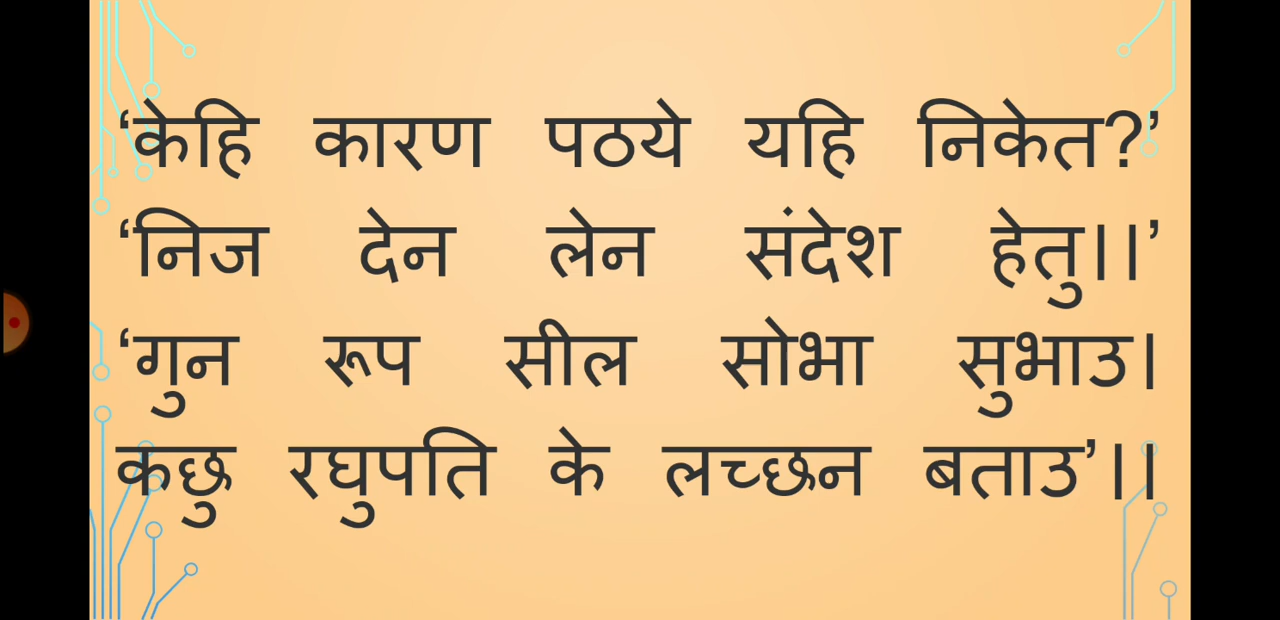 ‘केहि कारण पठये यहि निकेत?’
‘निज देन लेन संदेश हेतु।।’
‘गुन रूप सील सोभा सुभाउ।
कछु रघुपति के लच्छन बताउ’।।